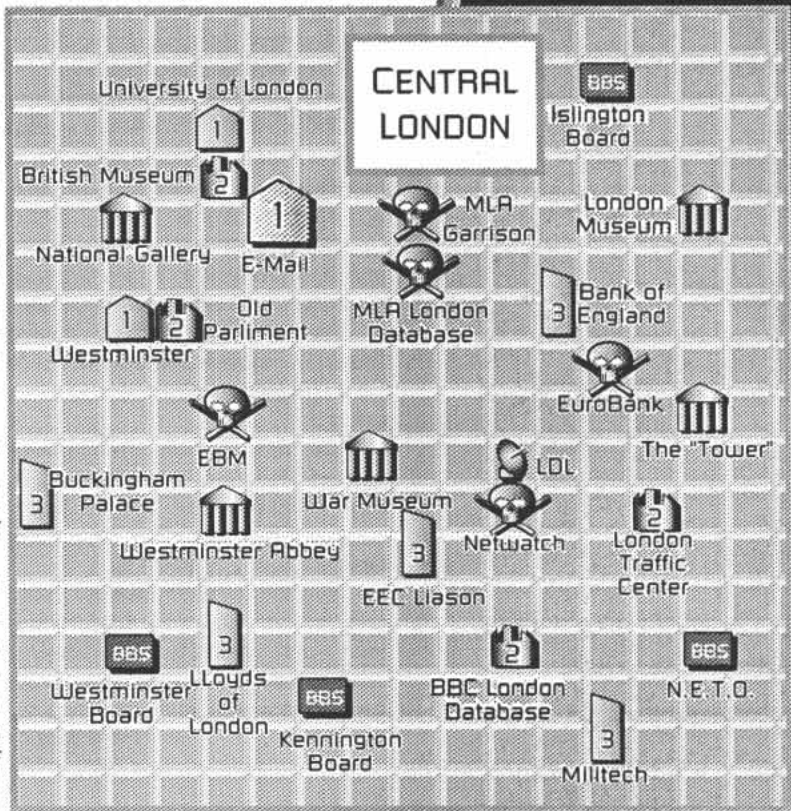 CENTRAL
LONDON
BBS
Islington
Board
University of London
1
British Museum
2
National Gallery
1
E-Mail
MLA
Garrison
London
Museum
MLA London
Database
3
Bank of
England
1
2
Old
Parliment
Westminster
EuroBank
The "Tower"
EBM
3
Buckingham
Palace
War Museum
LDL
Westminster Abbey
3
EEC Liason
Netwatch
2
London
Traffic
Center
BBS
Westminster
Board
3
LLoyds
of
London
BBS
Kennington
Board
2
BBC London
Database
BBS
N.E.T.O.
3
Militech